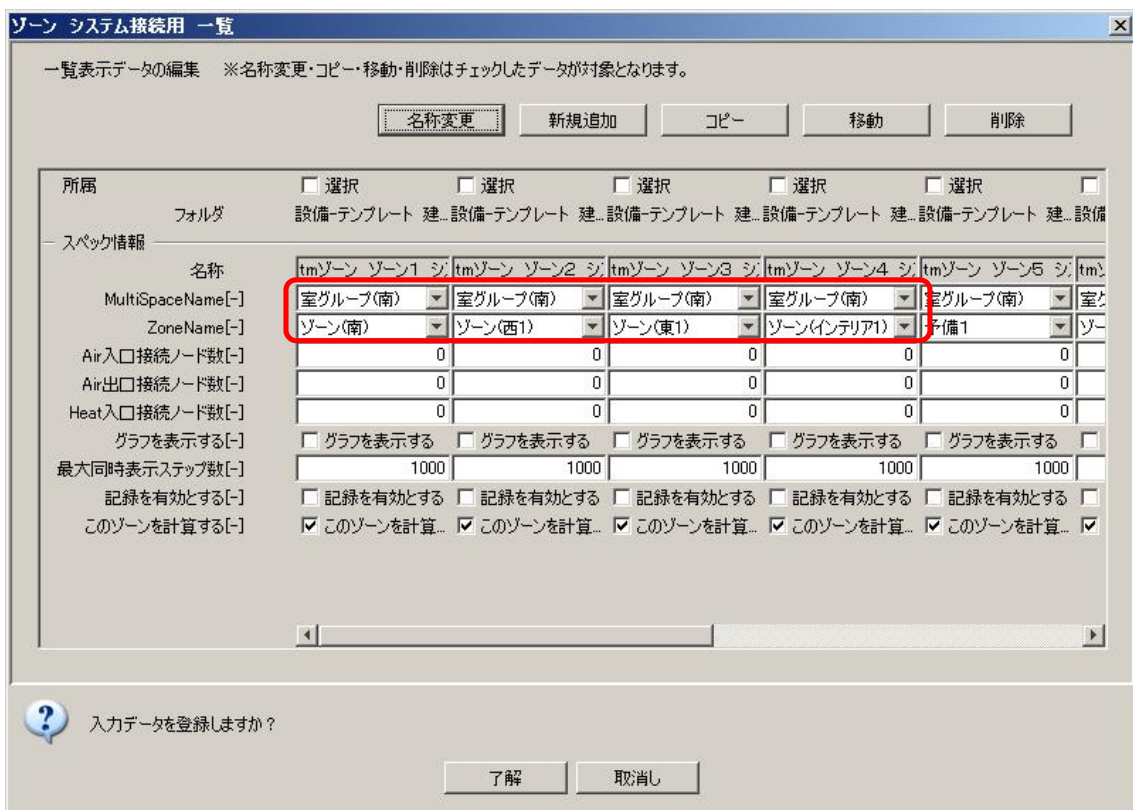 ゾーン システム接続用 一覧
一覧表示データの編集 ※名称変更・コピー・移動・削除はチェックしたデータが対象となります。
名称変更 新規追加 コピー 移動 削除
所属 選択 選択 選択 選択 選択
フォルダ 設備-テンプレート 建... 設備-テンプレート 建... 設備-テンプレート 建... 設備-テンプレート 建... 設備-テンプレート 建... 設備
スペック情報
名称 tmゾーン ゾーン1 シ tmゾーン ゾーン2 シ tmゾーン ゾーン3 シ tmゾーン ゾーン4 シ tmゾーン ゾーン5 シ tm
MultiSpaceName[-] 室グループ(南) 室グループ(南) 室グループ(南) 室グループ(南) 室グループ(南) 室
ZoneName[-] ゾーン(南) ゾーン(西1) ゾーン(東1) ゾーン(インテリア1) 予備1 ゾー
Air入口接続ノード数[-] 0 0 0 0 0
Air出口接続ノード数[-] 0 0 0 0 0
Heat入口接続ノード数[-] 0 0 0 0 0
グラフを表示する[-] グラフを表示する グラフを表示する グラフを表示する グラフを表示する グラフを表示する
最大同時表示ステップ数[-] 1000 1000 1000 1000 1000
記録を有効とする[-] 記録を有効とする 記録を有効とする 記録を有効とする 記録を有効とする 記録を有効とする
このゾーンを計算する[-] このゾーンを計算... このゾーンを計算... このゾーンを計算... このゾーンを計算... このゾーンを計算...
入力データを登録しますか?
了解 取消し